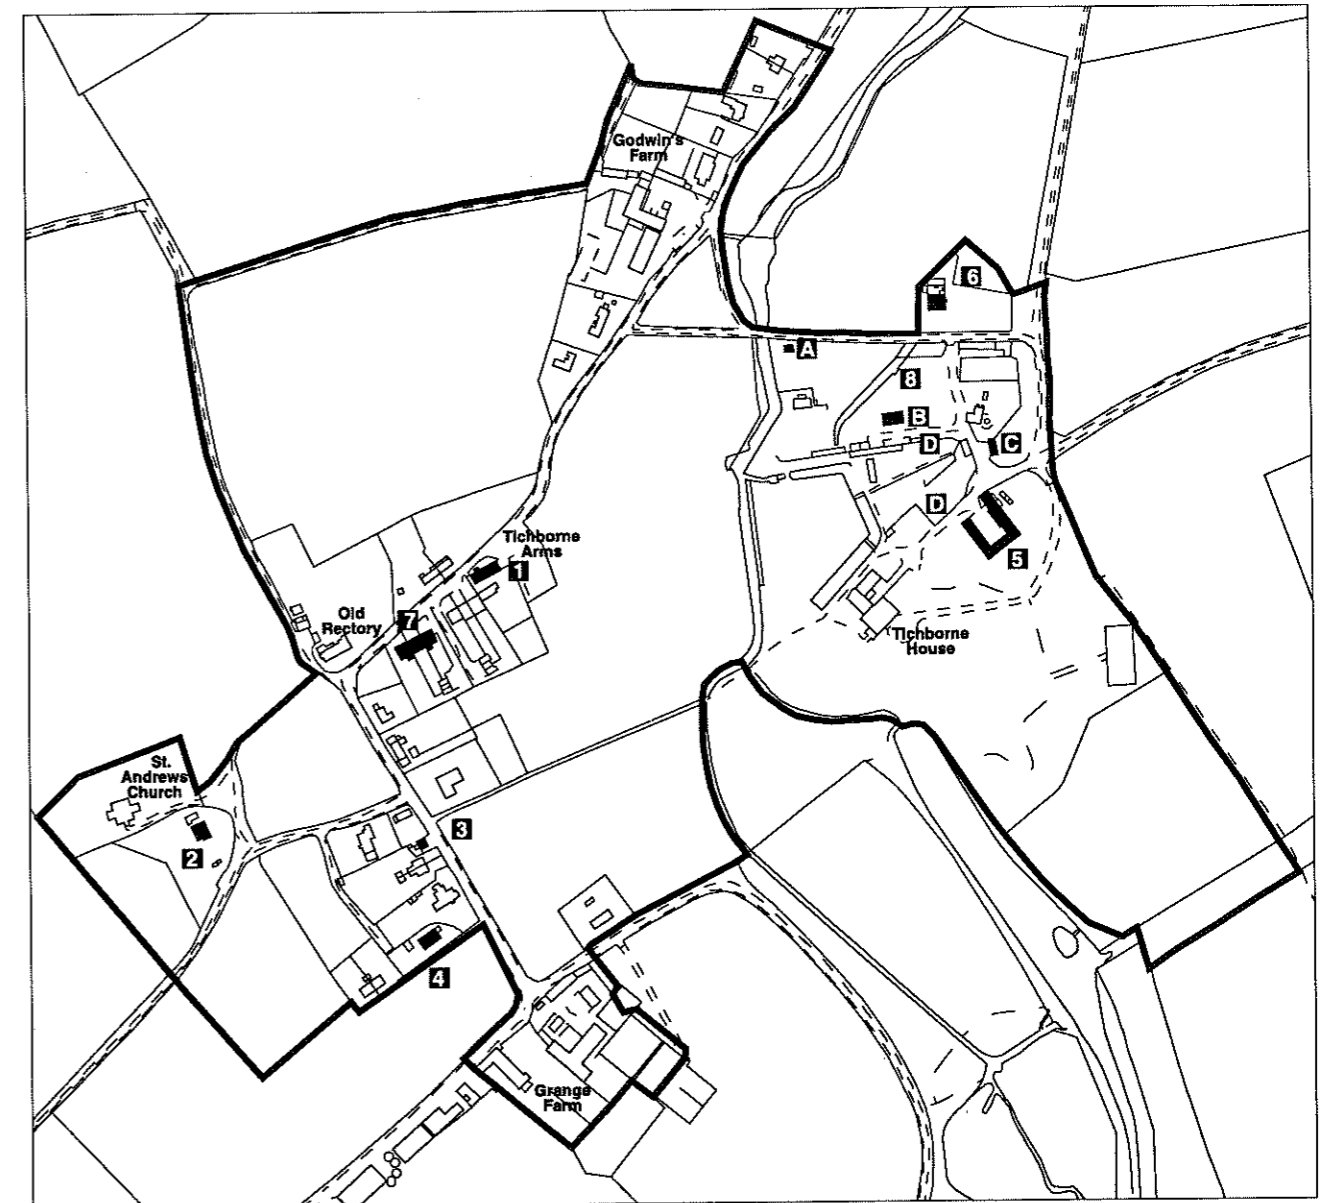 Godwin's
Farm
6
A
8
B
D
C
D
5
Tichborne
Arms
1
Old
Rectory
7
Tichborne
House
St.
Andrews
Church
2
3
4
Grange
Farm